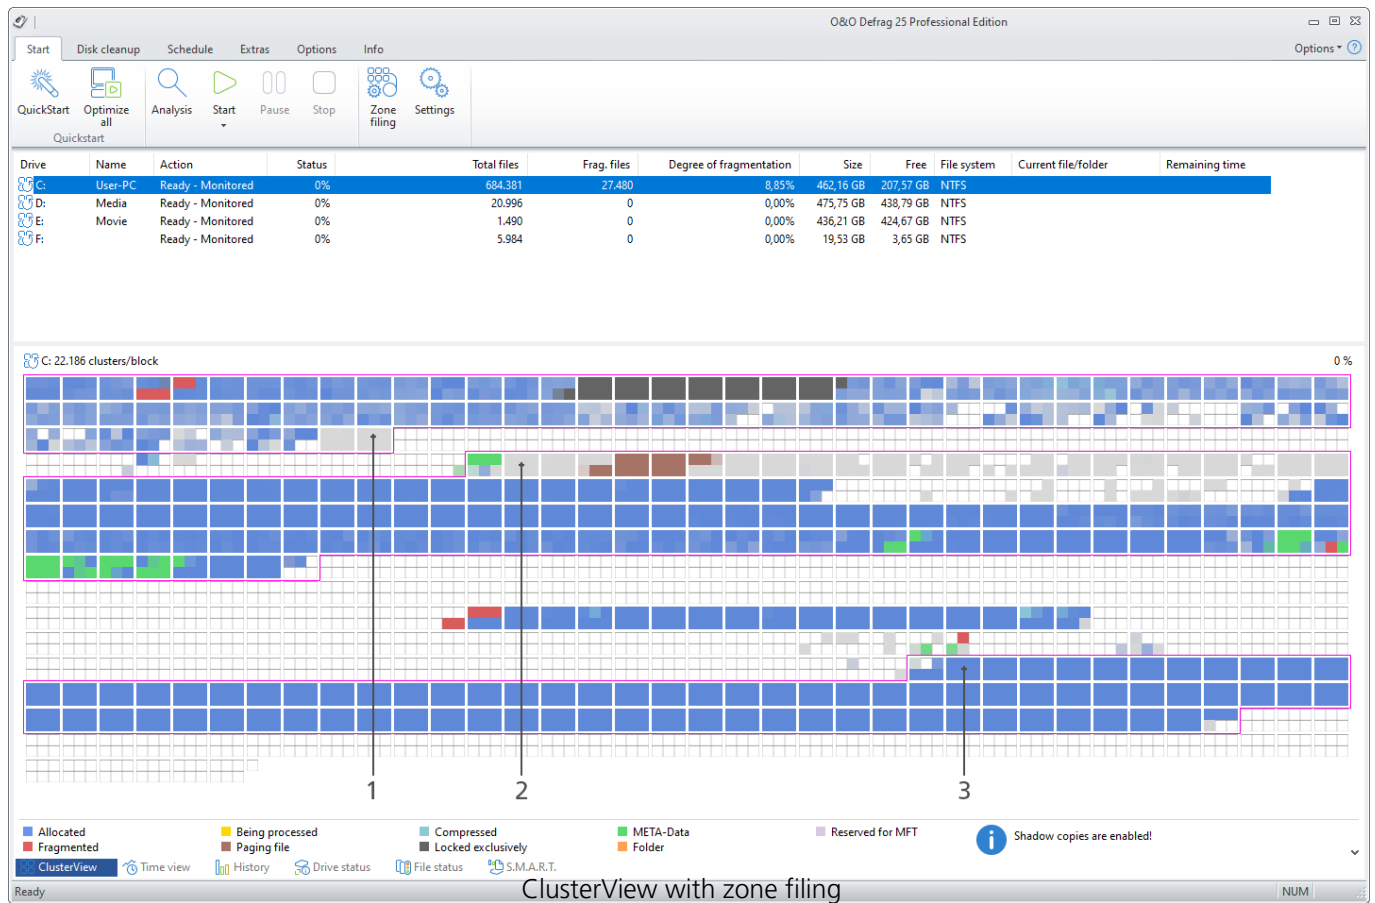 O&O Defrag 25 Professional Edition
Start Disk cleanup Schedule Extras Options Info Options ?
QuickStart Optimize all Analysis Start Pause Stop Zone filing Settings
Quickstart
Drive Name Action Status Total files Frag. files Degree of fragmentation Size Free File system Current file/folder Remaining time
C: User-PC Ready - Monitored 0% 684.381 27.480 8,85% 462,16 GB 207,57 GB NTFS
D: Media Ready - Monitored 0% 20.996 0 0,00% 475,75 GB 438,79 GB NTFS
E: Movie Ready - Monitored 0% 1.490 0 0,00% 436,21 GB 424,67 GB NTFS
F: Ready - Monitored 0% 5.984 0 0,00% 19,53 GB 3,65 GB NTFS
C: 22.186 clusters/block 0 %
1 2 3
Allocated Being processed Compressed META-Data Reserved for MFT
Fragmented Paging file Locked exclusively Folder
i Shadow copies are enabled!
ClusterView Time view History Drive status File status S.M.A.R.T.
Ready NUM
ClusterView with zone filing